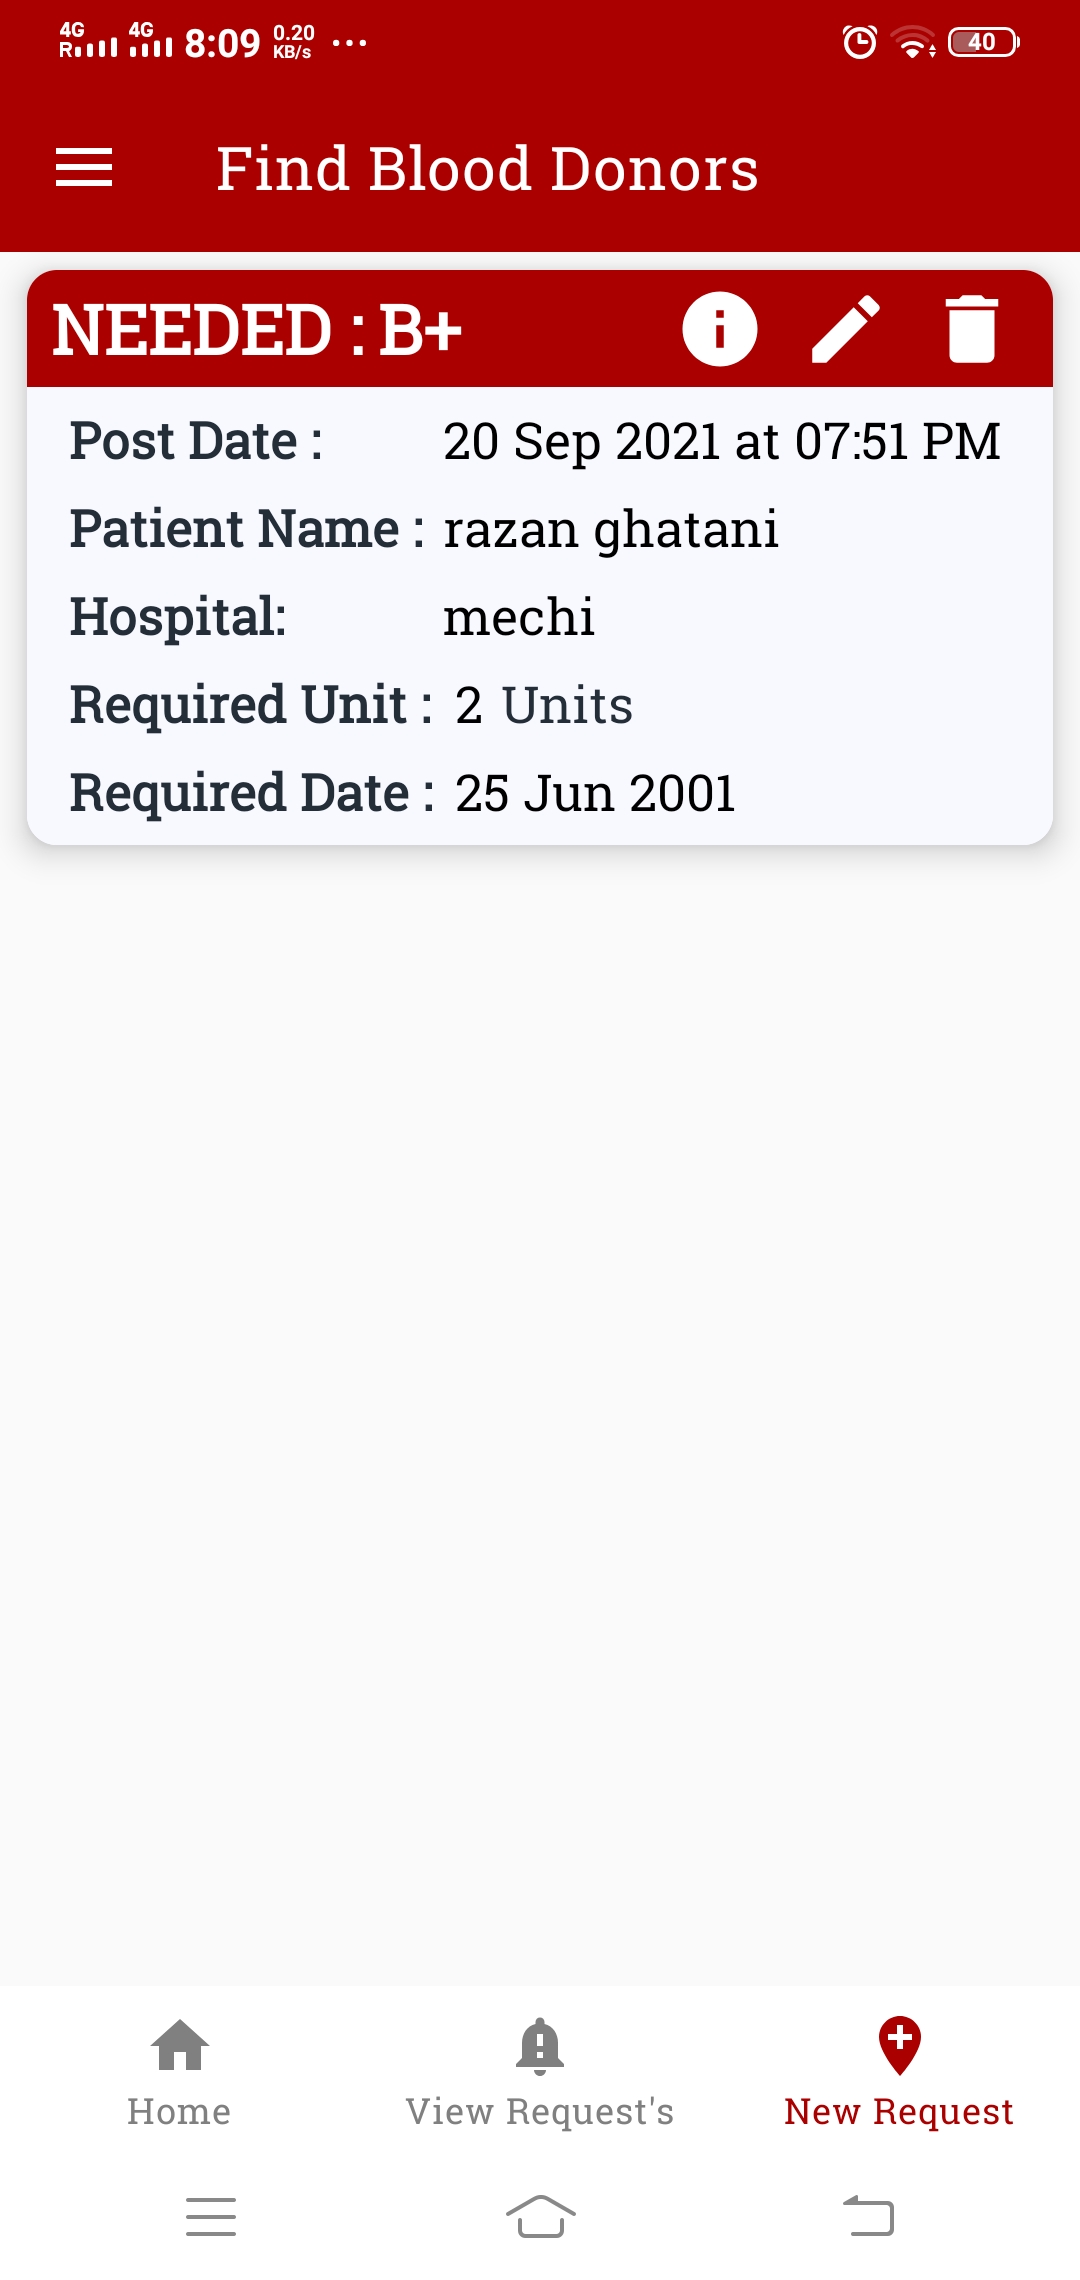 4G 4G
R 8:09 0.20 KB/s ... 40
Find Blood Donors
NEEDED : B+
Post Date : 20 Sep 2021 at 07:51 PM
Patient Name : razan ghatani
Hospital: mechi
Required Unit : 2 Units
Required Date : 25 Jun 2001
Home View Request's New Request